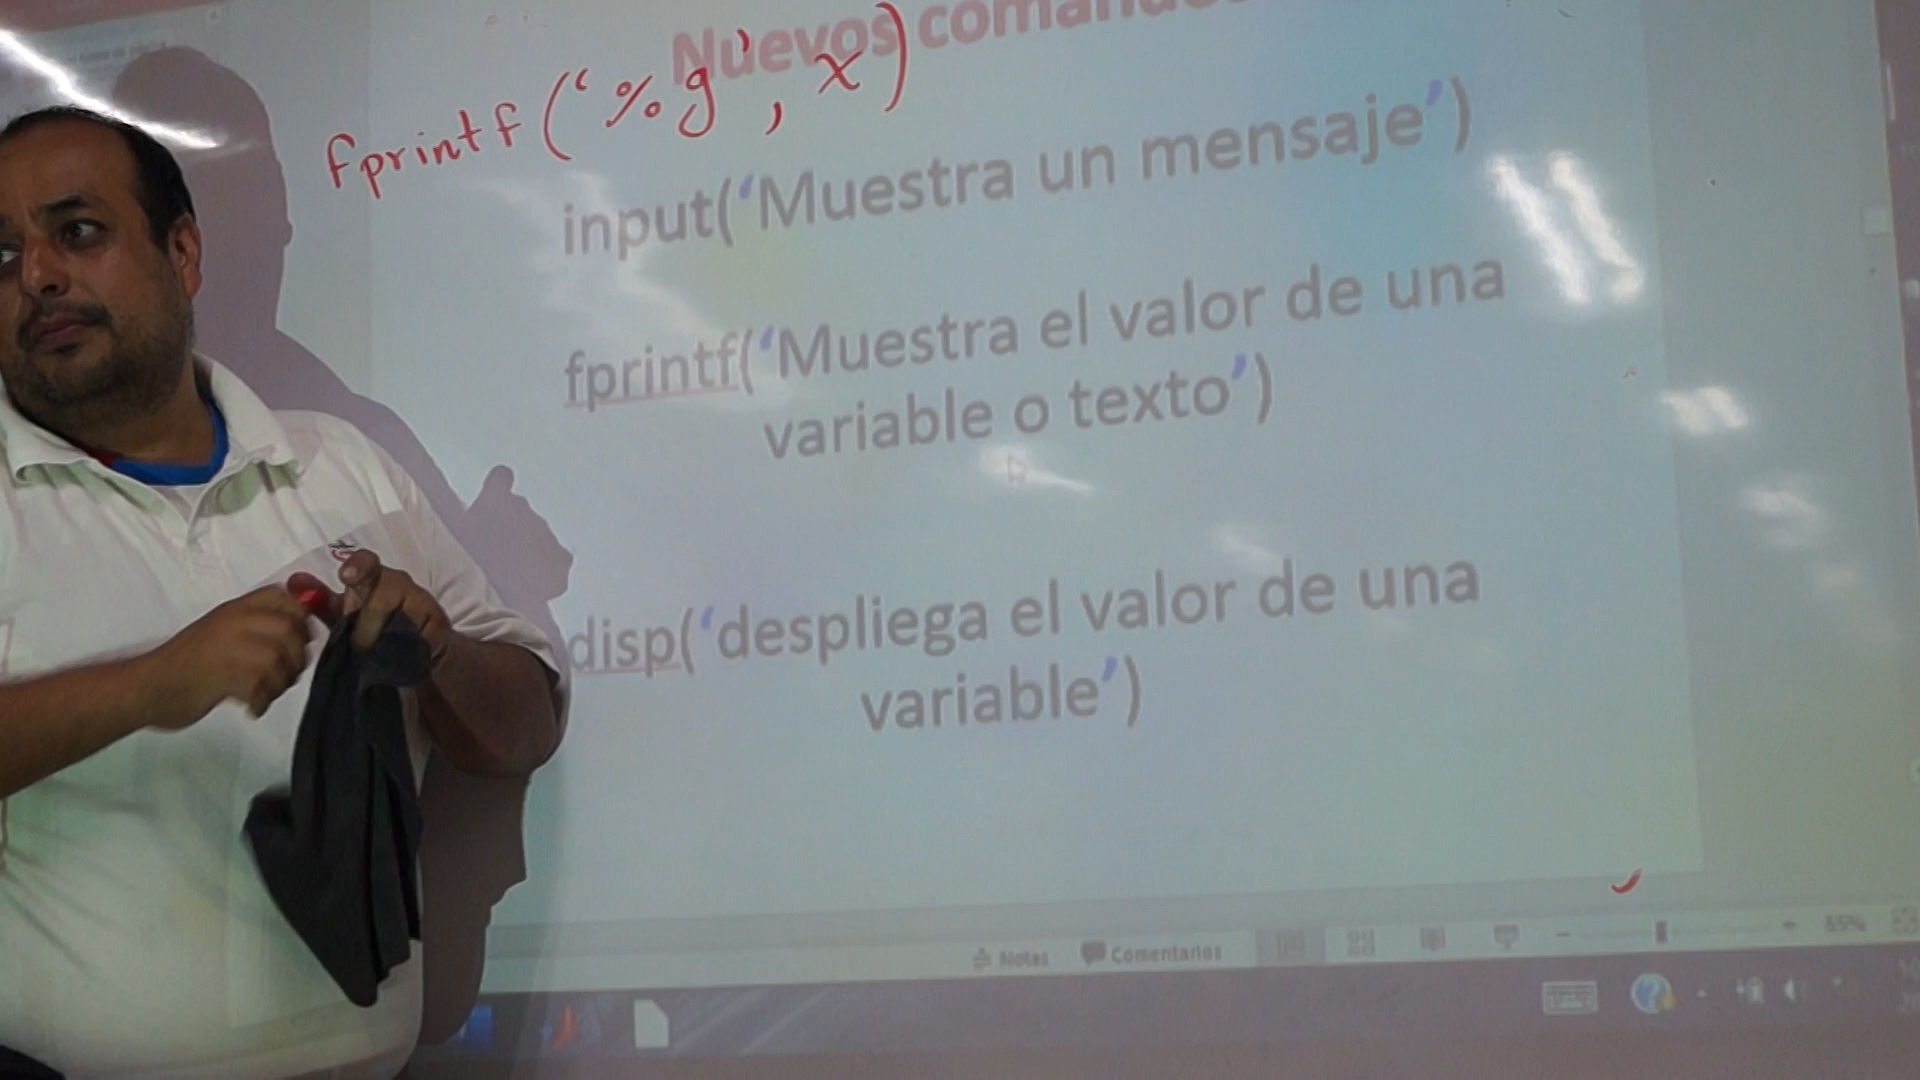 Nuevos
fprintf ('%g', x)
input('Muestra un mensaje')
fprintf('Muestra el valor de una
variable o texto')
disp('despliega el valor de una
variable')
Notas Comentarios 65%